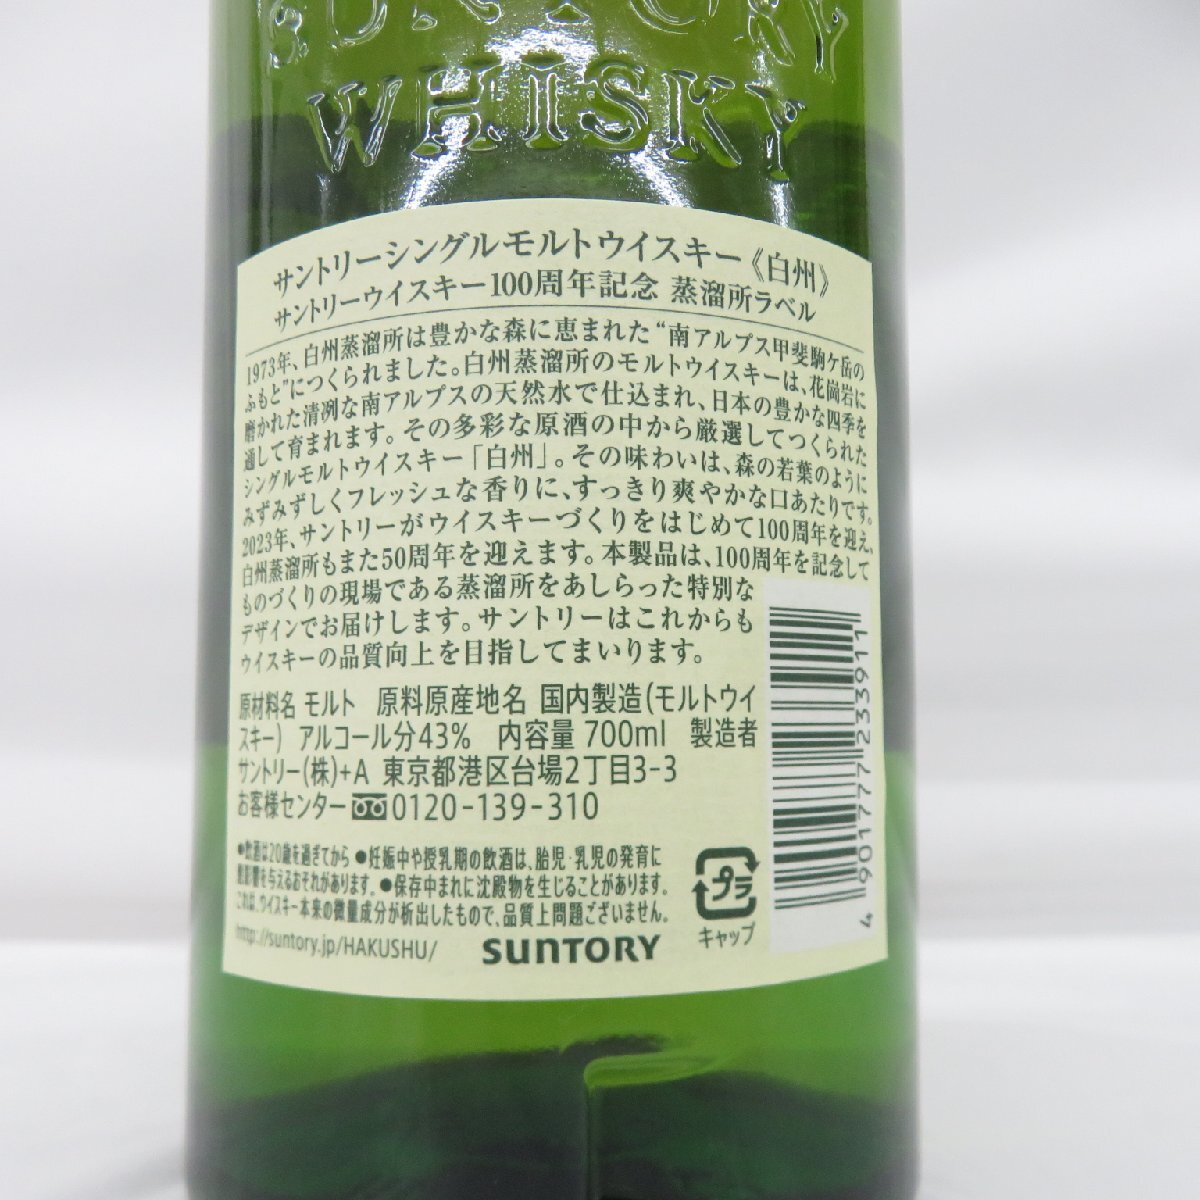 SUNTORY
WHISKY
サントリーシングルモルトウイスキー《白州》
サントリーウイスキー100周年記念 蒸溜所ラベル
1973年、白州蒸溜所は豊かな森に恵まれた“南アルプス甲斐駒ケ岳の
ふもと”につくられました。白州蒸溜所のモルトウイスキーは、花崗岩に
磨かれた清冽な南アルプスの天然水で仕込まれ、日本の豊かな四季を
通して育まれます。その多彩な原酒の中から厳選してつくられた
シングルモルトウイスキー「白州」。その味わいは、森の若葉のように
みずみずしくフレッシュな香りに、すっきり爽やかな口あたりです。
2023年、サントリーがウイスキーづくりをはじめて100周年を迎え、
白州蒸溜所もまた50周年を迎えます。本製品は、100周年を記念して
ものづくりの現場である蒸溜所をあしらった特別な
デザインでお届けします。サントリーはこれからも
ウイスキーの品質向上を目指してまいります。
原材料名 モルト 原料原産地名 国内製造(モルトウイ
スキー) アルコール分43% 内容量 700ml 製造者
サントリー(株)+A 東京都港区台場2丁目3-3
お客様センター 0120-139-310
●飲酒は20歳を過ぎてから ●妊娠中や授乳期の飲酒は、胎児・乳児の発育に
悪影響を与えるおそれがあります。●保存中まれに沈殿物を生じることがあります。
これは、ウイスキー本来の微量成分が析出したもので、品質上問題ございません。
http://suntory.jp/HAKUSHU/
SUNTORY
プラ
キャップ
4 901777 233911